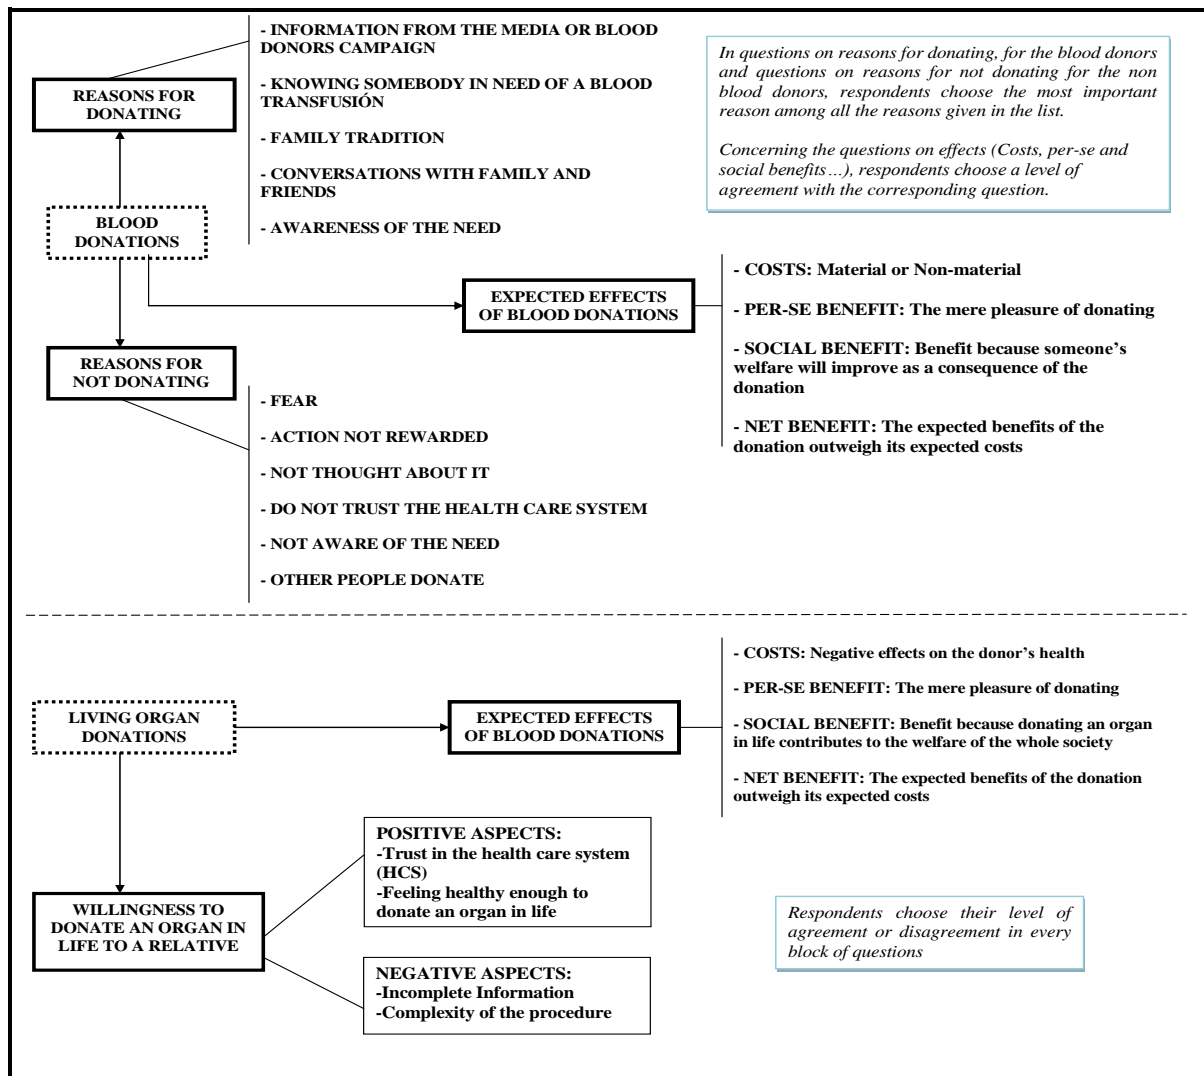 - INFORMATION FROM THE MEDIA OR BLOOD
DONORS CAMPAIGN
- KNOWING SOMEBODY IN NEED OF A BLOOD
TRANSFUSIÓN
- FAMILY TRADITION
- CONVERSATIONS WITH FAMILY AND
FRIENDS
- AWARENESS OF THE NEED
In questions on reasons for donating, for the blood donors
and questions on reasons for not donating for the non
blood donors, respondents choose the most important
reason among all the reasons given in the list.
Concerning the questions on effects (Costs, per-se and
social benefits…), respondents choose a level of
agreement with the corresponding question.
REASONS FOR
DONATING
BLOOD
DONATIONS
EXPECTED EFFECTS
OF BLOOD DONATIONS
- COSTS: Material or Non-material
- PER-SE BENEFIT: The mere pleasure of donating
- SOCIAL BENEFIT: Benefit because someone's
welfare will improve as a consequence of the
donation
- NET BENEFIT: The expected benefits of the
donation outweigh its expected costs
REASONS FOR
NOT DONATING
- FEAR
- ACTION NOT REWARDED
- NOT THOUGHT ABOUT IT
- DO NOT TRUST THE HEALTH CARE SYSTEM
- NOT AWARE OF THE NEED
- OTHER PEOPLE DONATE
LIVING ORGAN
DONATIONS
EXPECTED EFFECTS
OF BLOOD DONATIONS
- COSTS: Negative effects on the donor's health
- PER-SE BENEFIT: The mere pleasure of donating
- SOCIAL BENEFIT: Benefit because donating an organ
in life contributes to the welfare of the whole society
- NET BENEFIT: The expected benefits of the donation
outweigh its expected costs
POSITIVE ASPECTS:
-Trust in the health care system
(HCS)
-Feeling healthy enough to
donate an organ in life
WILLINGNESS TO
DONATE AN ORGAN IN
LIFE TO A RELATIVE
NEGATIVE ASPECTS:
-Incomplete Information
-Complexity of the procedure
Respondents choose their level of
agreement or disagreement in every
block of questions